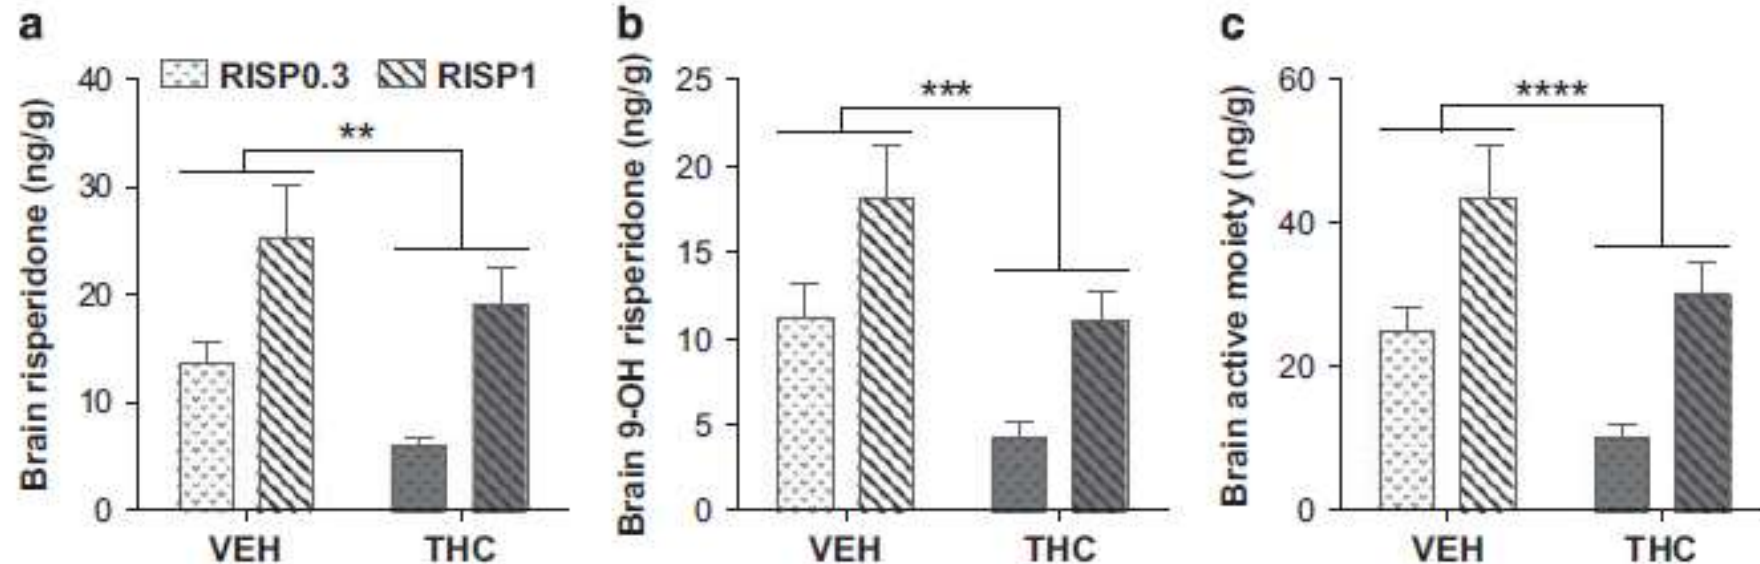 a
RISP0.3 RISP1
Brain risperidone (ng/g)
40
30
20
10
0
**
VEH THC
b
Brain 9-OH risperidone (ng/g)
25
20
15
10
5
0
***
VEH THC
c
Brain active moiety (ng/g)
60
40
20
0
****
VEH THC